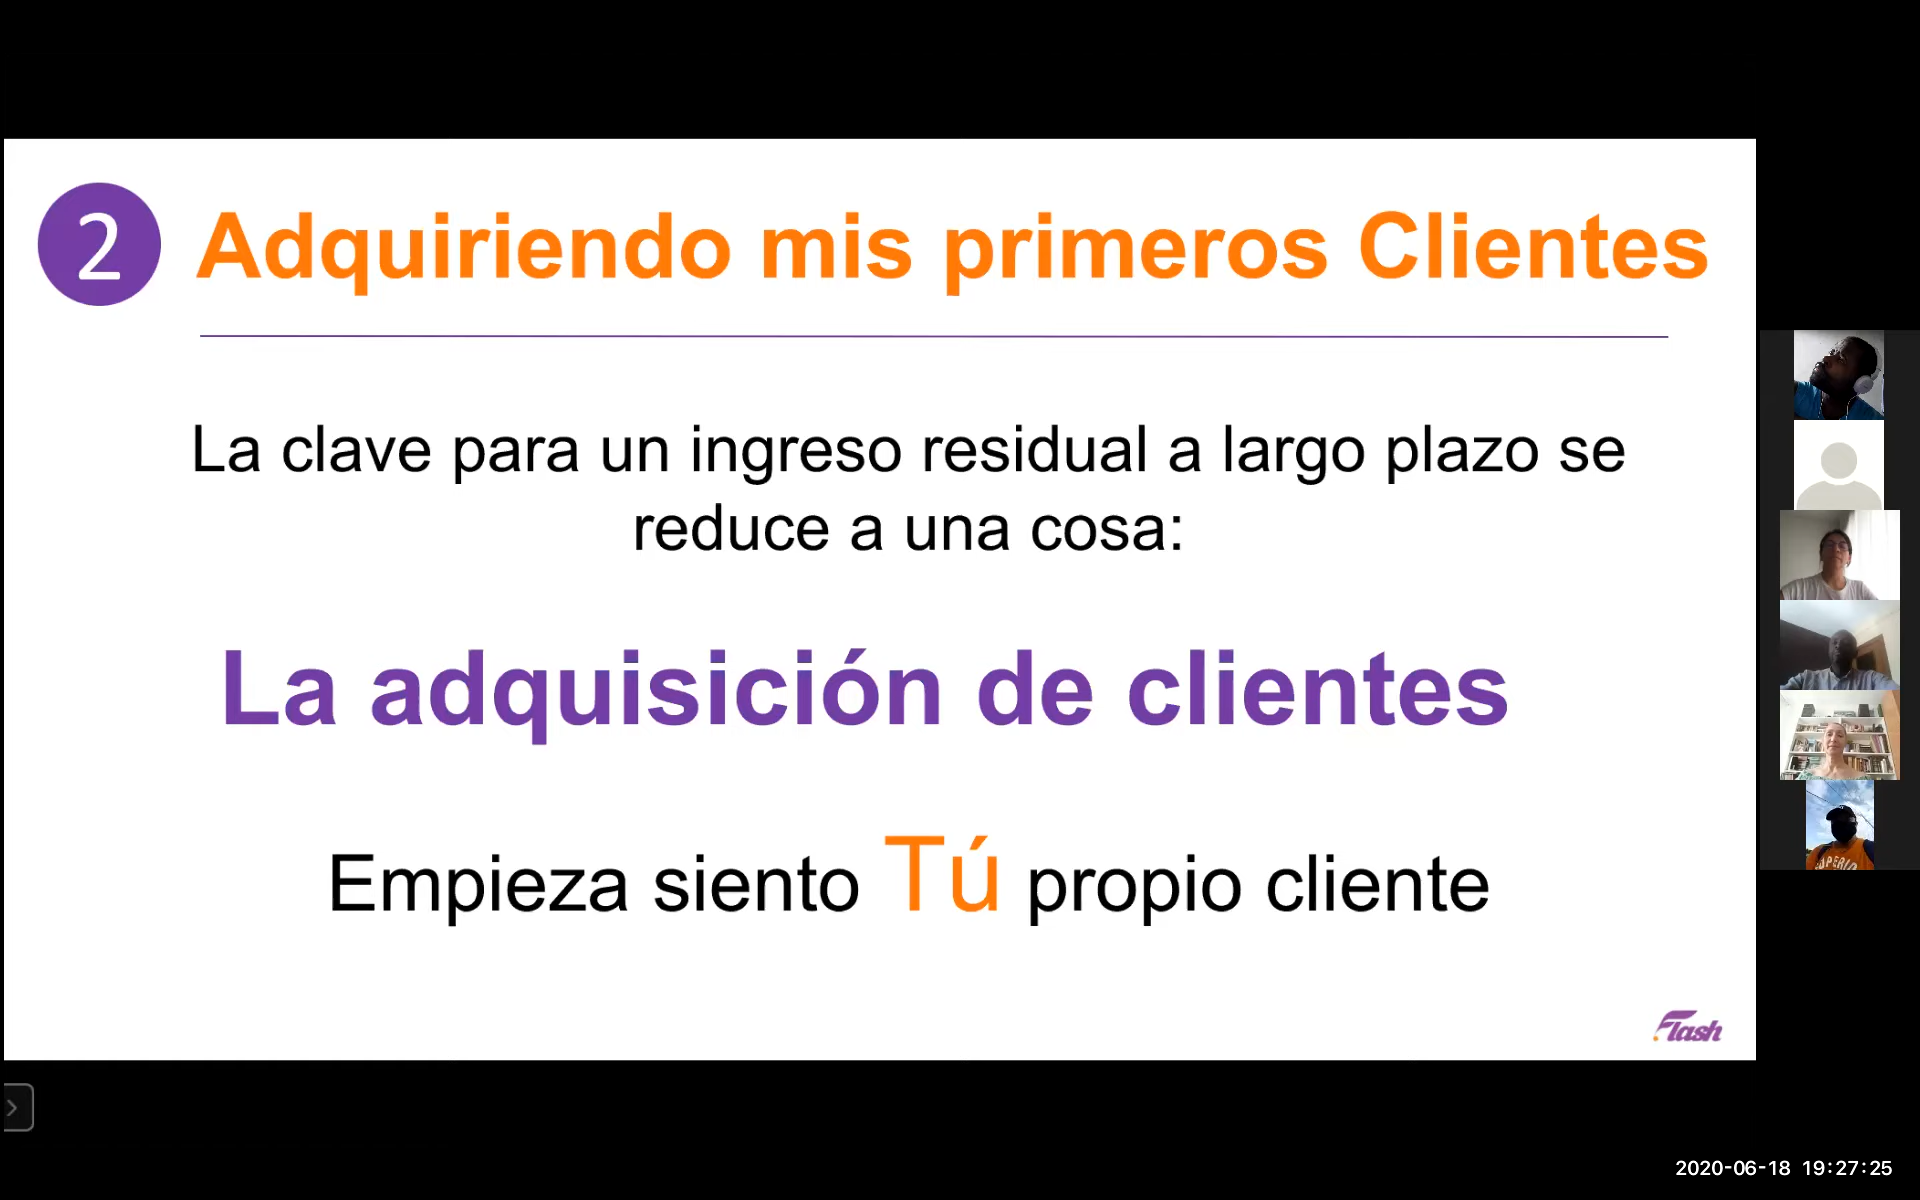 2 Adquiriendo mis primeros Clientes
La clave para un ingreso residual a largo plazo se
reduce a una cosa:
La adquisición de clientes
Empieza siento Tú propio cliente
Flash
2020-06-18 19:27:25